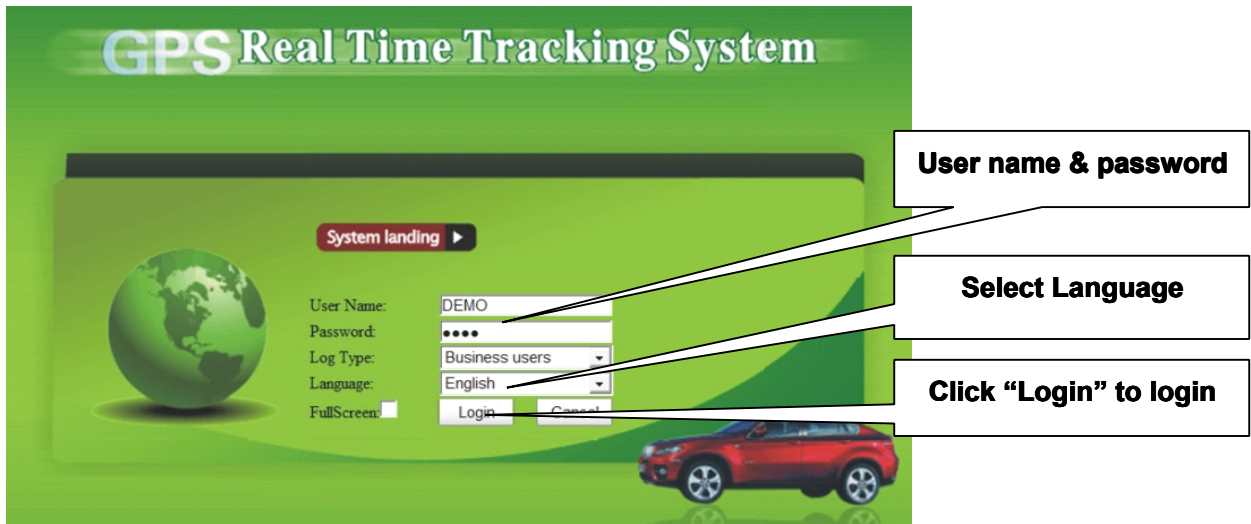 GPS Real Time Tracking System
User name & password
System landing
Select Language
User Name: DEMO
Password: ●●●●
Log Type: Business users
Language: English
Click “Login” to login
FullScreen: Login Cancel